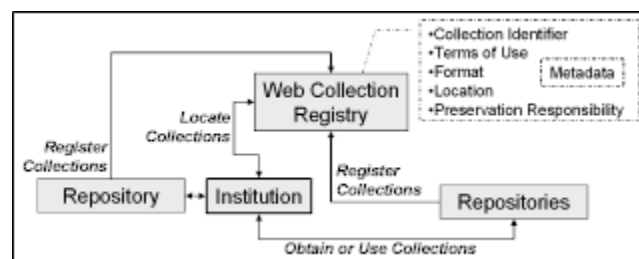 •Collection Identifier
•Terms of Use
•Format
•Location
•Preservation Responsibility
Metadata
Web Collection
Registry
Locate
Collections
Register
Collections
Register
Collections
Repository
Institution
Repositories
Obtain or Use Collections